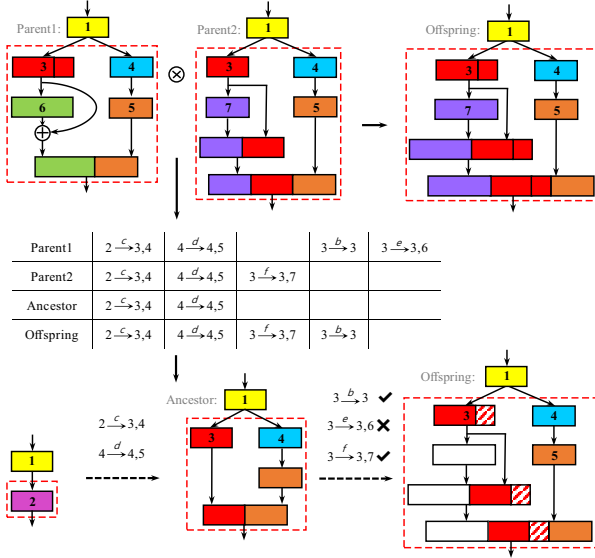 Parent1: 1
3 4
6 5
⊗
Parent2: 1
3 4
7 5
Offspring: 1
3 4
7 5
Parent1 2 —c→ 3,4 4 —d→ 4,5 3 —b→ 3 3 —e→ 3,6
Parent2 2 —c→ 3,4 4 —d→ 4,5 3 —f→ 3,7
Ancestor 2 —c→ 3,4 4 —d→ 4,5
Offspring 2 —c→ 3,4 4 —d→ 4,5 3 —f→ 3,7 3 —b→ 3
1
2
2 —c→ 3,4
4 —d→ 4,5
Ancestor: 1
3 4
3 —b→ 3 ✔
3 —e→ 3,6 ✖
3 —f→ 3,7 ✔
Offspring: 1
3 4
5